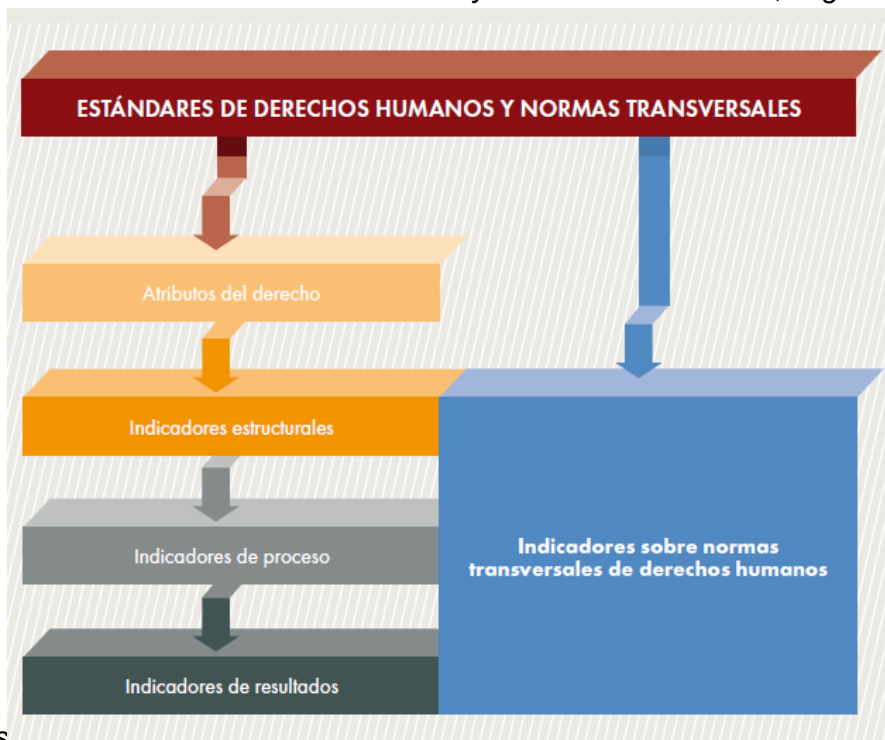 ESTÁNDARES DE DERECHOS HUMANOS Y NORMAS TRANSVERSALES
Atributos del derecho
Indicadores estructurales
Indicadores de proceso
Indicadores de resultados
Indicadores sobre normas
transversales de derechos humanos